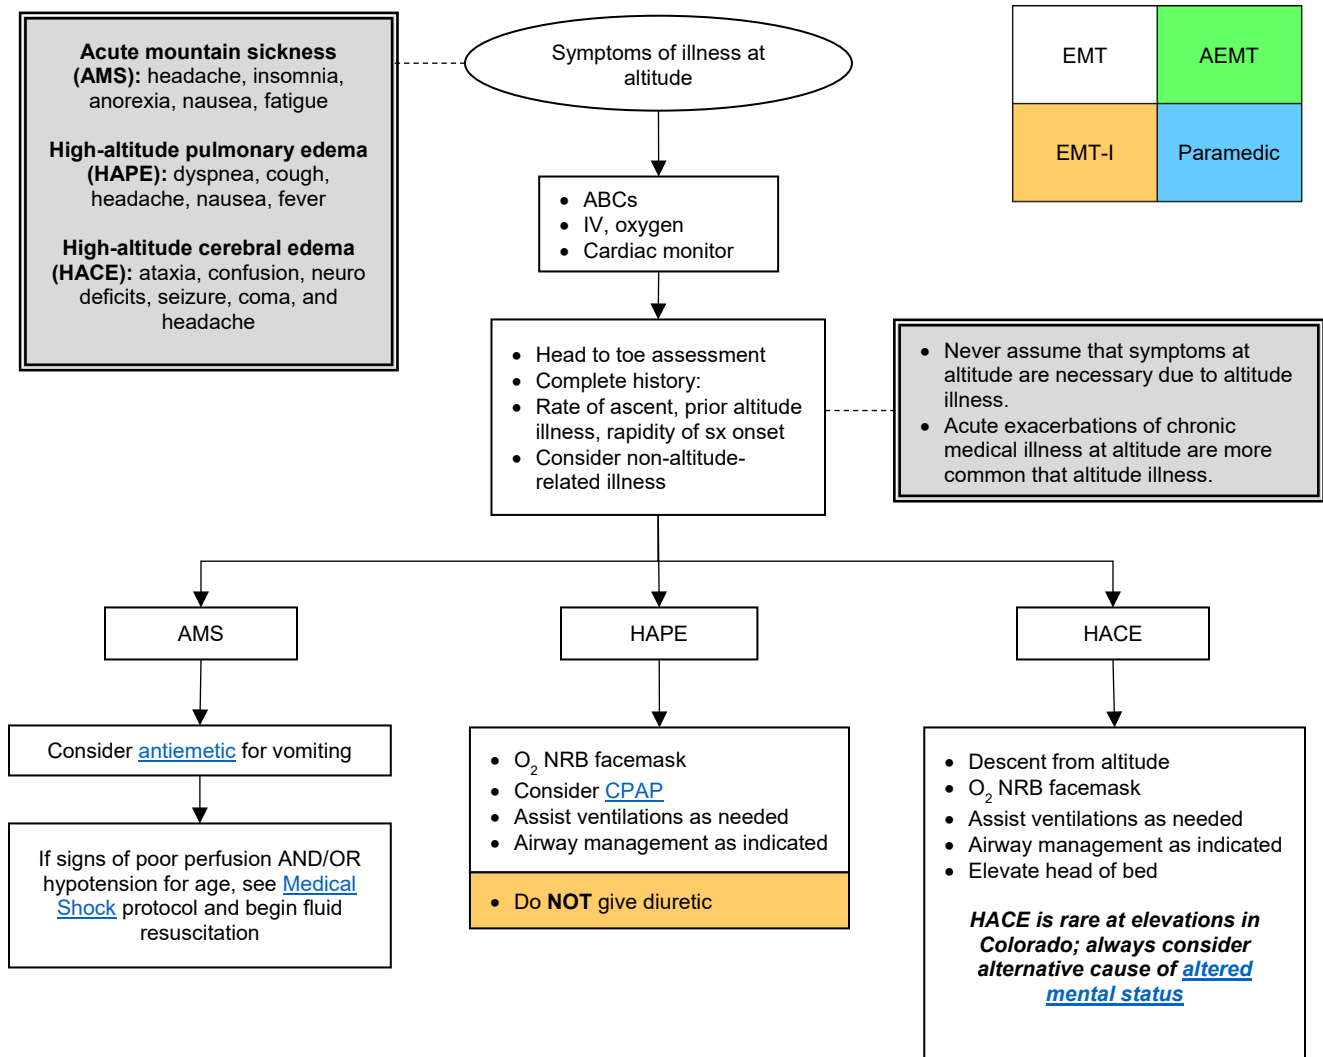 Acute mountain sickness
(AMS): headache, insomnia,
anorexia, nausea, fatigue
High-altitude pulmonary edema
(HAPE): dyspnea, cough,
headache, nausea, fever
High-altitude cerebral edema
(HACE): ataxia, confusion, neuro
deficits, seizure, coma, and
headache
Symptoms of illness at
altitude
EMT
AEMT
EMT-I
Paramedic
• ABCs
• IV, oxygen
• Cardiac monitor
• Head to toe assessment
• Complete history:
• Rate of ascent, prior altitude
illness, rapidity of sx onset
• Consider non-altitude-
related illness
• Never assume that symptoms at
altitude are necessary due to altitude
illness.
• Acute exacerbations of chronic
medical illness at altitude are more
common that altitude illness.
AMS
HAPE
HACE
Consider antiemetic for vomiting
If signs of poor perfusion AND/OR
hypotension for age, see Medical
Shock protocol and begin fluid
resuscitation
• O2 NRB facemask
• Consider CPAP
• Assist ventilations as needed
• Airway management as indicated
• Do NOT give diuretic
• Descent from altitude
• O2 NRB facemask
• Assist ventilations as needed
• Airway management as indicated
• Elevate head of bed
HACE is rare at elevations in
Colorado; always consider
alternative cause of altered
mental status